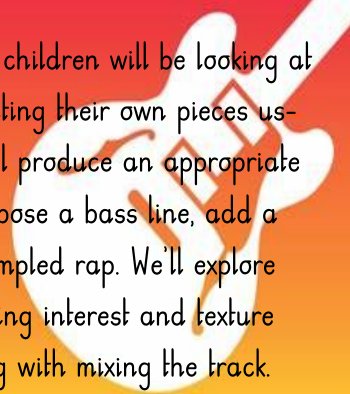 children will be looking at
ting their own pieces us-
l produce an appropriate
pose a bass line, add a
mpled rap. We'll explore
ng interest and texture
g with mixing the track.